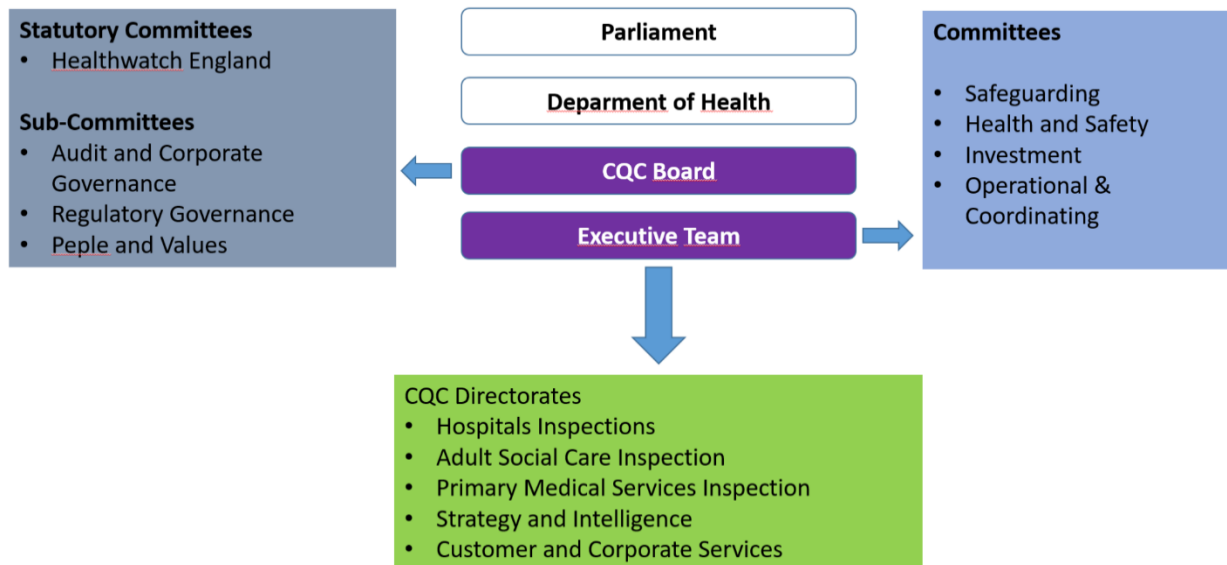 Statutory Committees
• Healthwatch England
Sub-Committees
• Audit and Corporate
Governance
• Regulatory Governance
• Peple and Values
Parliament
Deparment of Health
CQC Board
Executive Team
Committees
• Safeguarding
• Health and Safety
• Investment
• Operational &
Coordinating
CQC Directorates
• Hospitals Inspections
• Adult Social Care Inspection
• Primary Medical Services Inspection
• Strategy and Intelligence
• Customer and Corporate Services